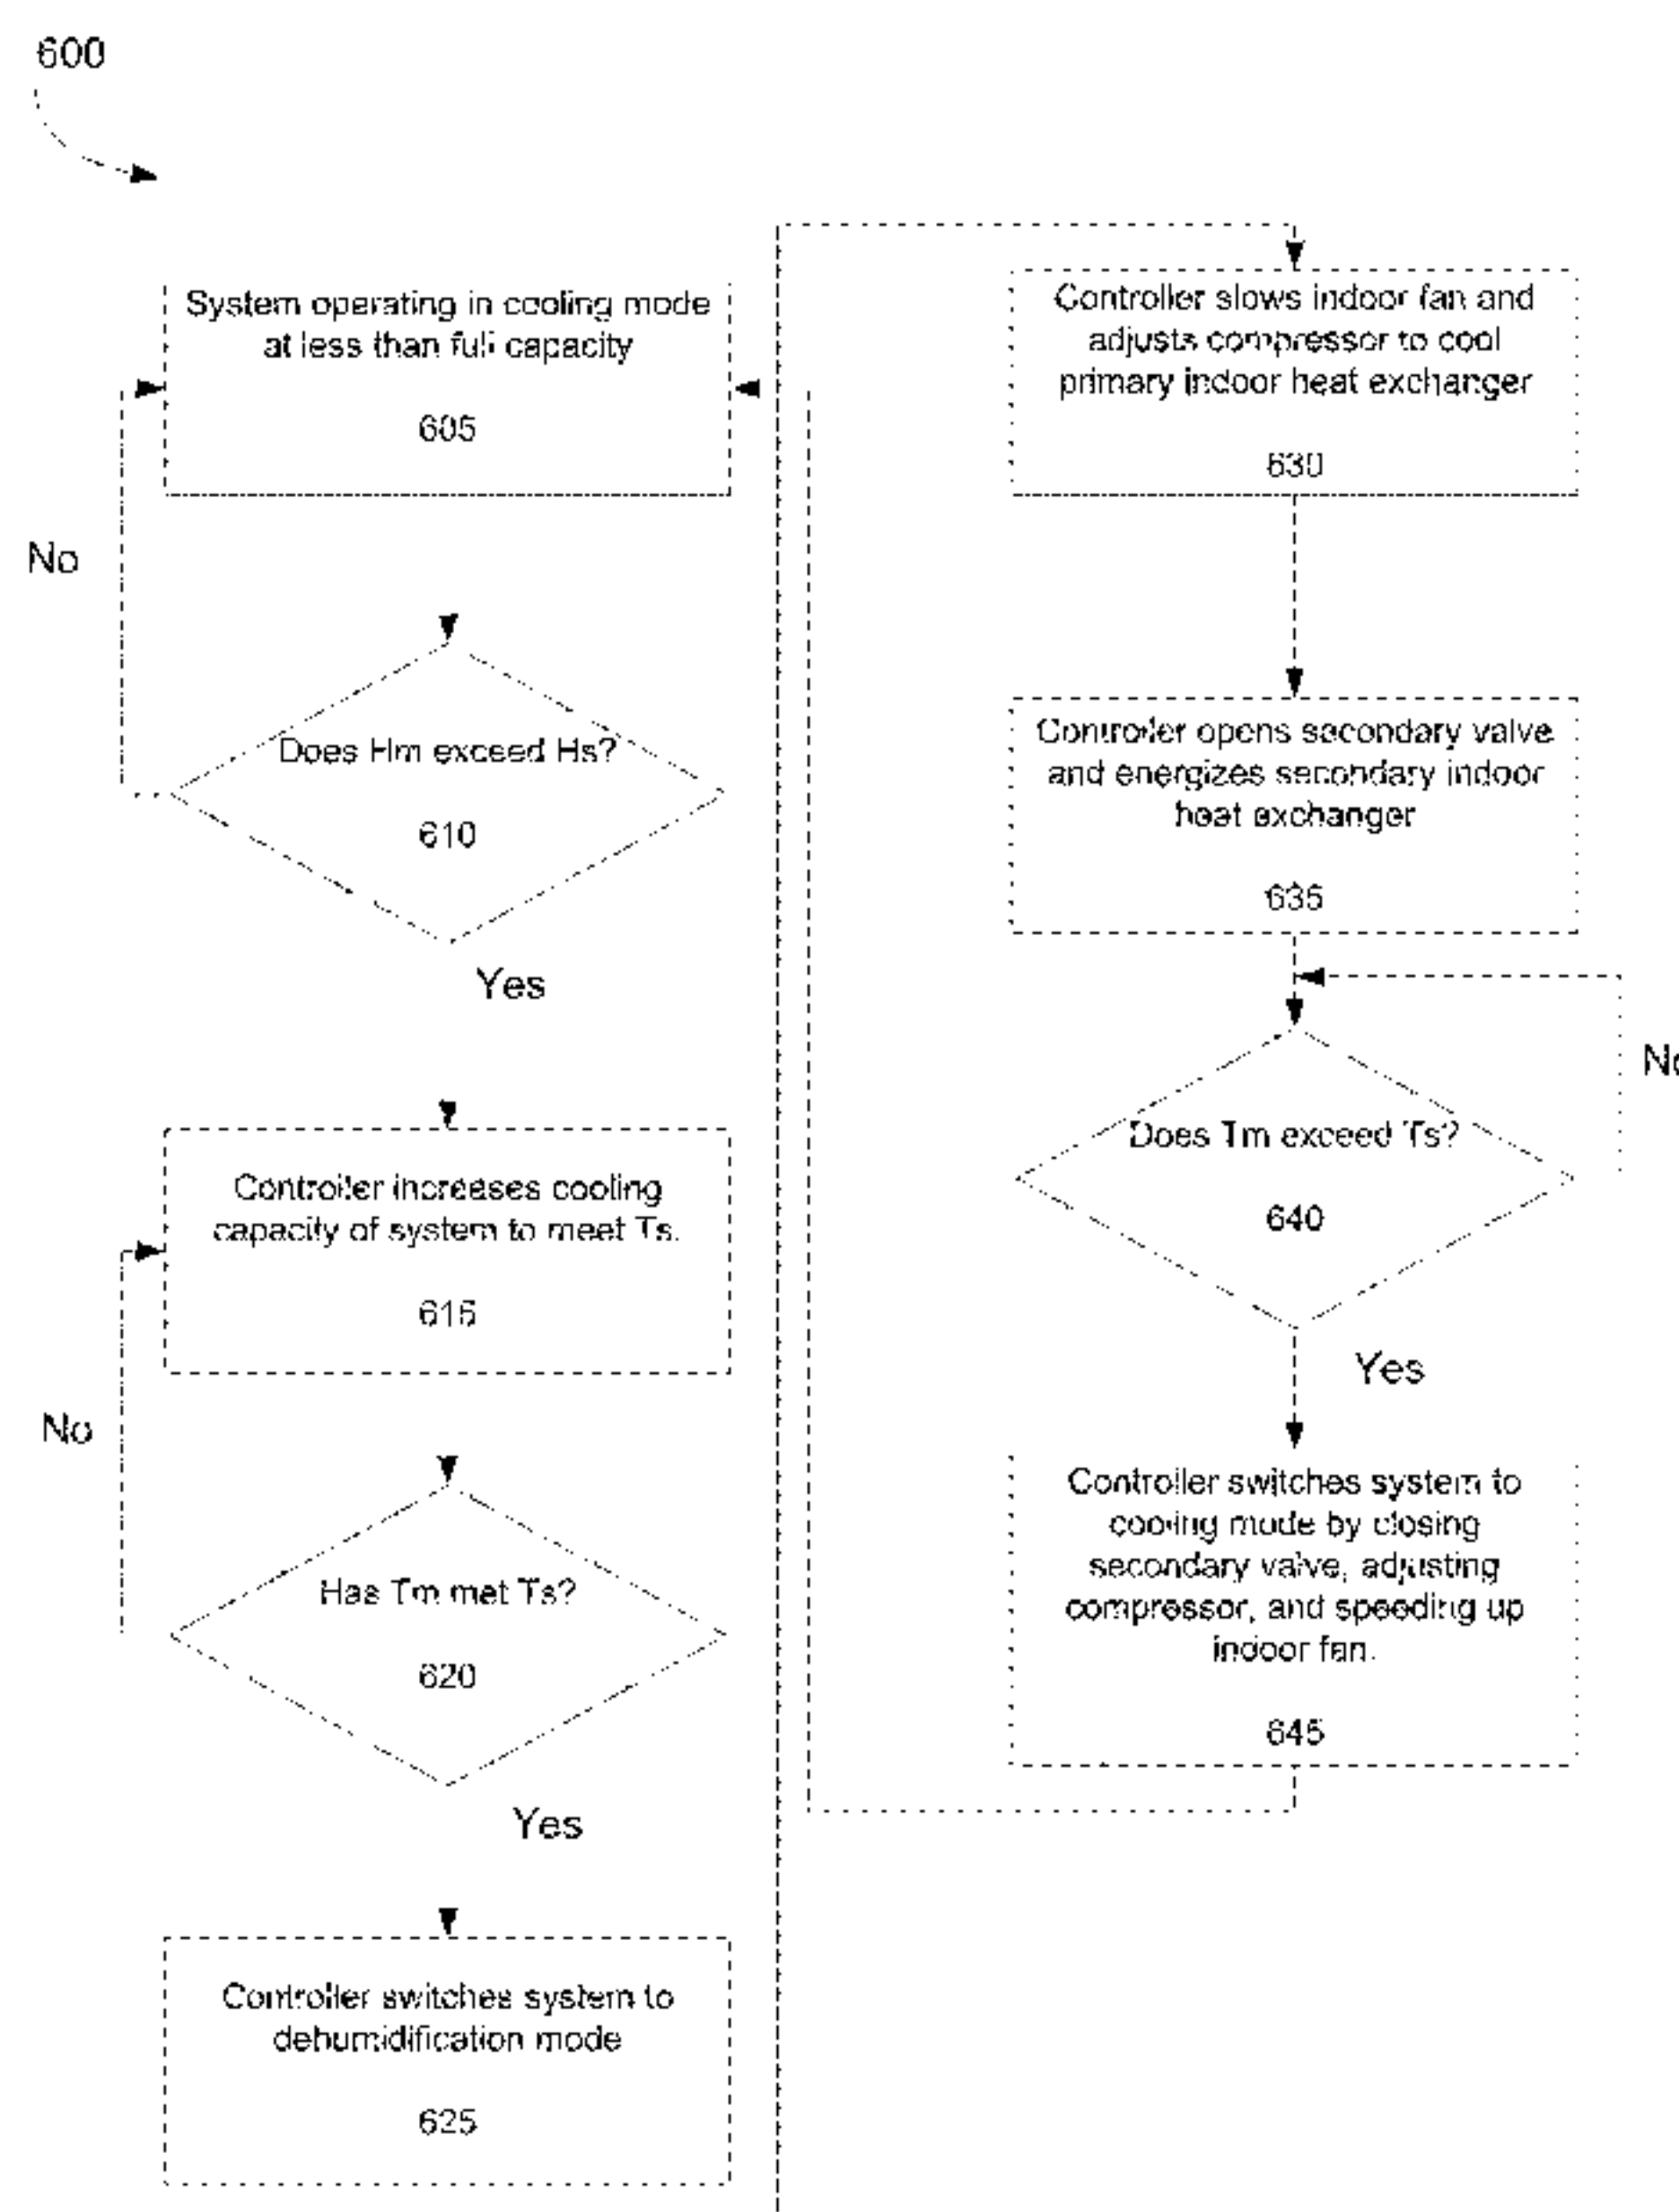 600
System operating in cooling mode
at less than full capacity
605
No
Does Hm exceed Hs?
610
Yes
Controller increases cooling
capacity of system to meet Ts.
615
No
Has Tm met Ts?
620
Yes
Controller switches system to
dehumidification mode
625
Controller slows indoor fan and
adjusts compressor to cool
primary indoor heat exchanger
630
Controller opens secondary valve
and energizes secondary indoor
heat exchanger
635
Does Tm exceed Ts?
640
No
Yes
Controller switches system to
cooling mode by closing
secondary valve, adjusting
compressor, and speeding up
indoor fan.
645